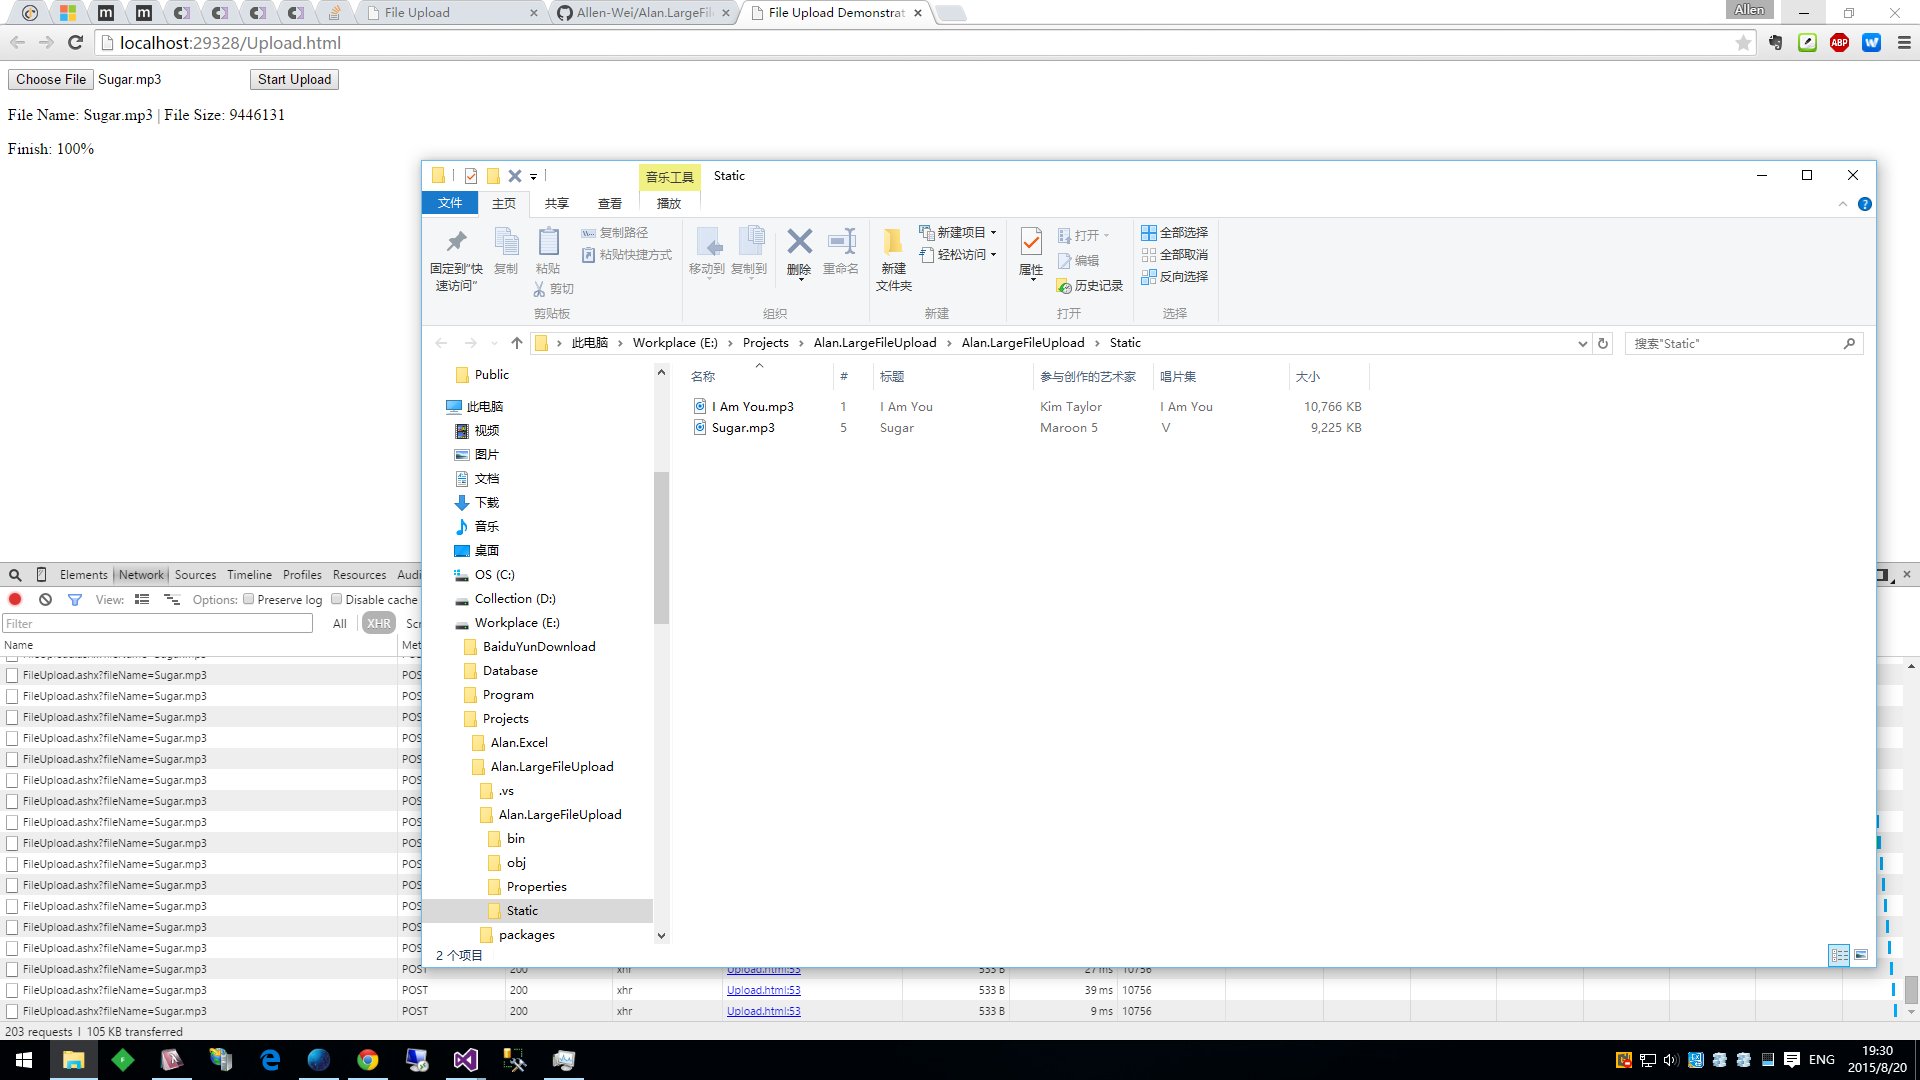 File Upload
Allen-Wei/Alan.LargeFil
File Upload Demonstrat
Allen
localhost:29328/Upload.html
ABP
Choose File Sugar.mp3 Start Upload
File Name: Sugar.mp3 | File Size: 9446131
Finish: 100%
音乐工具 Static
文件 主页 共享 查看 播放
固定到"快速访问"
复制
粘贴
复制路径
粘贴快捷方式
剪切
剪贴板
移动到
复制到
删除
重命名
组织
新建文件夹
新建项目
轻松访问
新建
属性
打开
编辑
历史记录
打开
全部选择
全部取消
反向选择
选择
此电脑 Workplace (E:) Projects Alan.LargeFileUpload Alan.LargeFileUpload Static
搜索"Static"
名称 # 标题 参与创作的艺术家 唱片集 大小
I Am You.mp3 1 I Am You Kim Taylor I Am You 10,766 KB
Sugar.mp3 5 Sugar Maroon 5 V 9,225 KB
Public
此电脑
视频
图片
文档
下载
音乐
桌面
OS (C:)
Collection (D:)
Workplace (E:)
BaiduYunDownload
Database
Program
Projects
Alan.Excel
Alan.LargeFileUpload
.vs
Alan.LargeFileUpload
bin
obj
Properties
Static
packages
2 个项目
Elements Network Sources Timeline Profiles Resources Audi
View: Options: Preserve log Disable cache
Filter All XHR Scr
Name Met
FileUpload.ashx?fileName=Sugar.mp3 POS
FileUpload.ashx?fileName=Sugar.mp3 POS
FileUpload.ashx?fileName=Sugar.mp3 POS
FileUpload.ashx?fileName=Sugar.mp3 POS
FileUpload.ashx?fileName=Sugar.mp3 POS
FileUpload.ashx?fileName=Sugar.mp3 POS
FileUpload.ashx?fileName=Sugar.mp3 POS
FileUpload.ashx?fileName=Sugar.mp3 POS
FileUpload.ashx?fileName=Sugar.mp3 POS
FileUpload.ashx?fileName=Sugar.mp3 POS
FileUpload.ashx?fileName=Sugar.mp3 POS
FileUpload.ashx?fileName=Sugar.mp3 POS
FileUpload.ashx?fileName=Sugar.mp3 POS
FileUpload.ashx?fileName=Sugar.mp3 POS
FileUpload.ashx?fileName=Sugar.mp3 POST 200 xhr Upload.html:53 533 B 27 ms 10756
FileUpload.ashx?fileName=Sugar.mp3 POST 200 xhr Upload.html:53 533 B 39 ms 10756
FileUpload.ashx?fileName=Sugar.mp3 POST 200 xhr Upload.html:53 533 B 9 ms 10756
203 requests | 105 KB transferred
ENG
19:30
2015/8/20